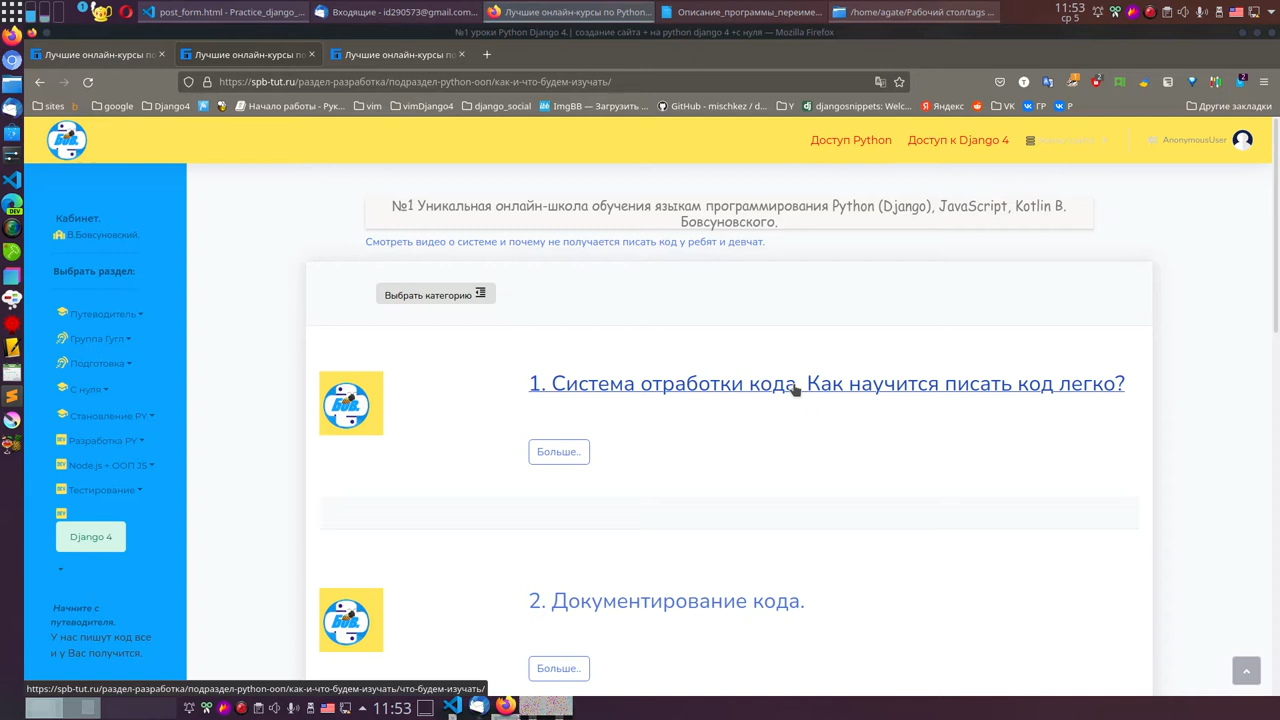 post_form.html - Practice_django_...
Входящие - id290573@gmail.com...
Лучшие онлайн-курсы по Python...
Описание_программы_переиме...
/home/agate/Рабочий стол/tags ...
11:53
ср 5
№1 уроки Python Django 4.| создание сайта + на python django 4 +с нуля — Mozilla Firefox
Лучшие онлайн-курсы по
Лучшие онлайн-курсы по
Лучшие онлайн-курсы по
https://spb-tut.ru/раздел-разработка/подраздел-python-ооп/как-и-что-будем-изучать/
sites
google
Django4
Начало работы - Рук...
vim
vimDjango4
django_social
ImgBB — Загрузить ...
GitHub - mischkez / de...
Y
djangosnippets: Welc...
Яндекс
VK
ГР
Р
Другие закладки
БОВ.
Доступ Python
Доступ к Django 4
AnonymousUser
Кабинет.
В.Бовсуновский.
Выбрать раздел:
Путеводитель
Группа Гугл
Подготовка
С нуля
Становление PY
Разработка PY
Node.js + ООП JS
Тестирование
Django 4
Начните с
путеводителя.
У нас пишут код все
и у Вас получится.
№1 Уникальная онлайн-школа обучения языкам программирования Python (Django), JavaScript, Kotlin В.
Бовсуновского.
Смотреть видео о системе и почему не получается писать код у ребят и девчат.
Выбрать категорию
БОВ.
1. Система отработки кода. Как научится писать код легко?
Больше..
БОВ.
2. Документирование кода.
Больше..
https://spb-tut.ru/раздел-разработка/подраздел-python-ооп/как-и-что-будем-изучать/что-будем-изучать/
11:53